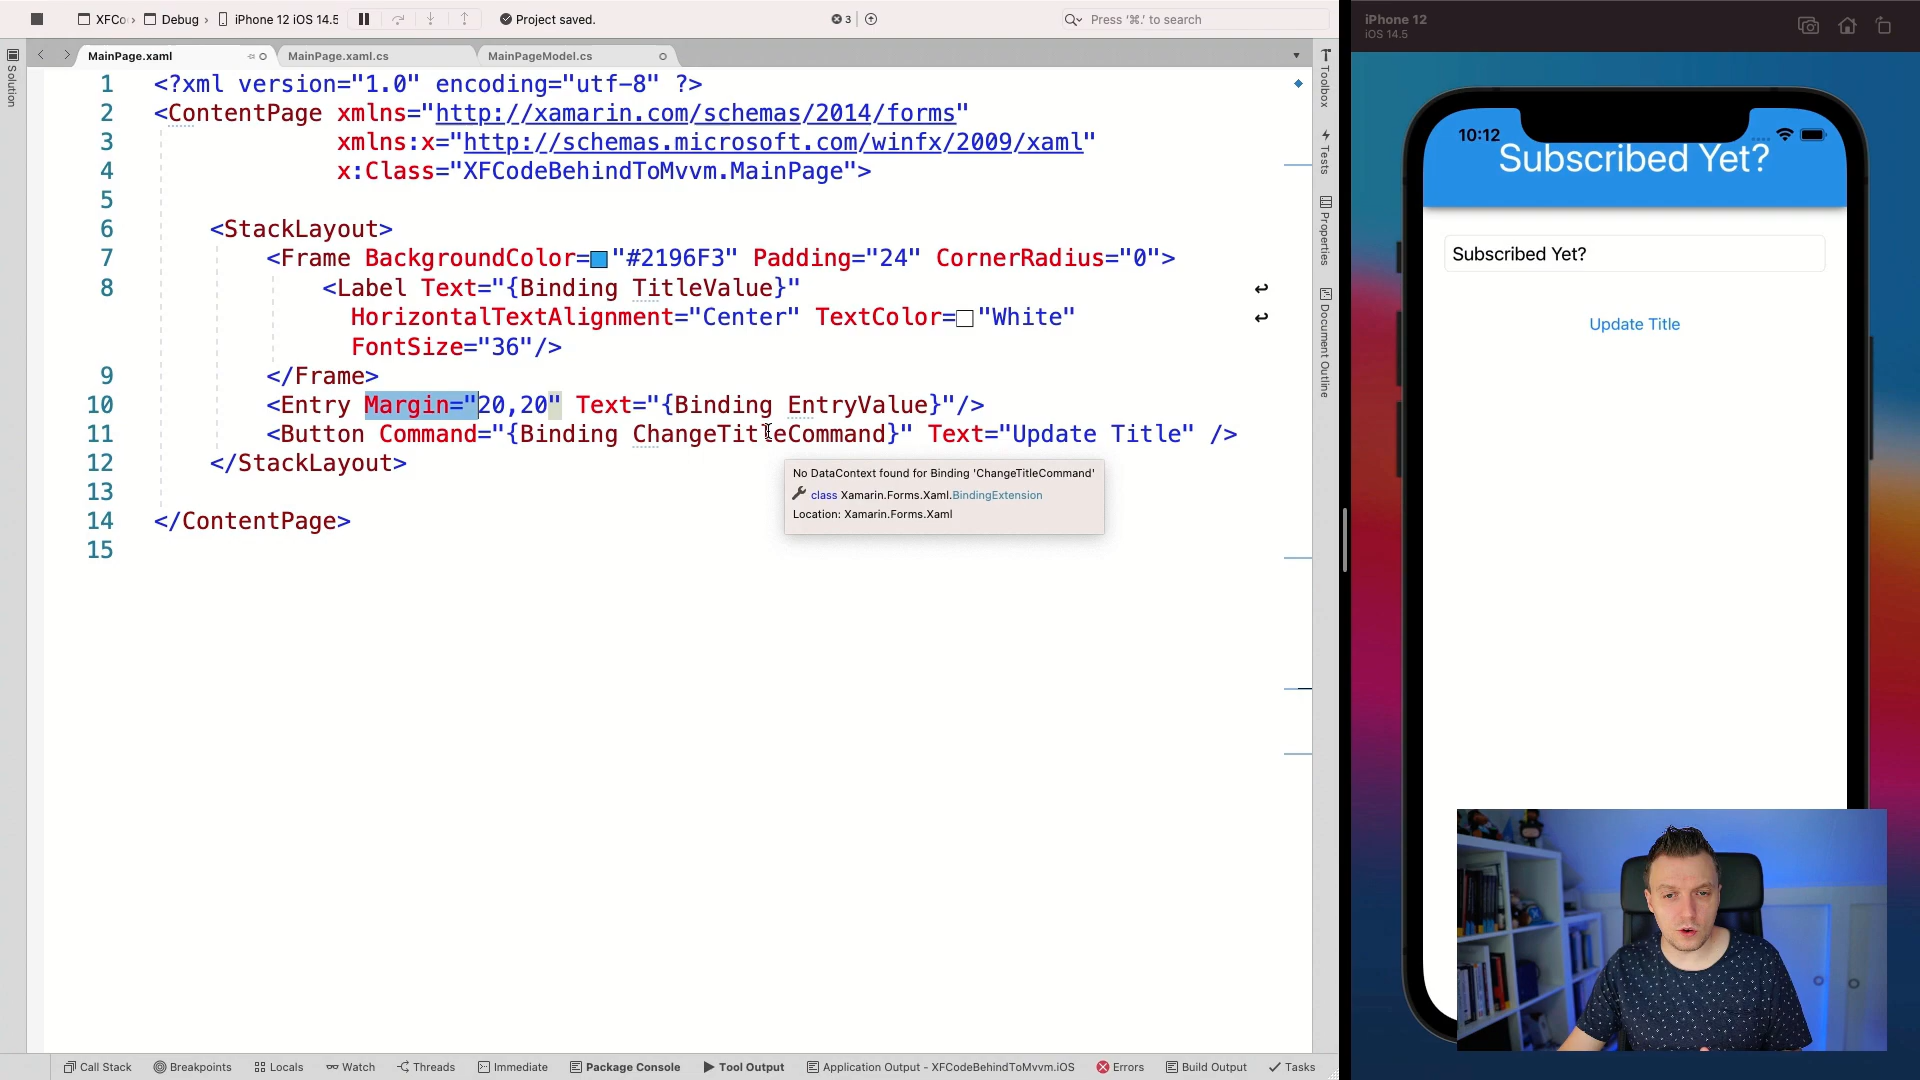 XFCo
Debug
iPhone 12 iOS 14.5
Project saved.
3
Press '⌘.' to search
Solution
MainPage.xaml
MainPage.xaml.cs
MainPageModel.cs
1 <?xml version="1.0" encoding="utf-8" ?>
2 <ContentPage xmlns="http://xamarin.com/schemas/2014/forms"
3 xmlns:x="http://schemas.microsoft.com/winfx/2009/xaml"
4 x:Class="XFCodeBehindToMvvm.MainPage">
5
6 <StackLayout>
7 <Frame BackgroundColor="#2196F3" Padding="24" CornerRadius="0">
8 <Label Text="{Binding TitleValue}"
HorizontalTextAlignment="Center" TextColor="White"
FontSize="36"/>
9 </Frame>
10 <Entry Margin="20,20" Text="{Binding EntryValue}"/>
11 <Button Command="{Binding ChangeTitleCommand}" Text="Update Title" />
12 </StackLayout>
13
14 </ContentPage>
15
No DataContext found for Binding 'ChangeTitleCommand'
class Xamarin.Forms.Xaml.BindingExtension
Location: Xamarin.Forms.Xaml
Toolbox
Tests
Properties
Document Outline
Call Stack
Breakpoints
Locals
Watch
Threads
Immediate
Package Console
Tool Output
Application Output - XFCodeBehindToMvvm.iOS
Errors
Build Output
Tasks
iPhone 12
iOS 14.5
10:12
Subscribed Yet?
Subscribed Yet?
Update Title